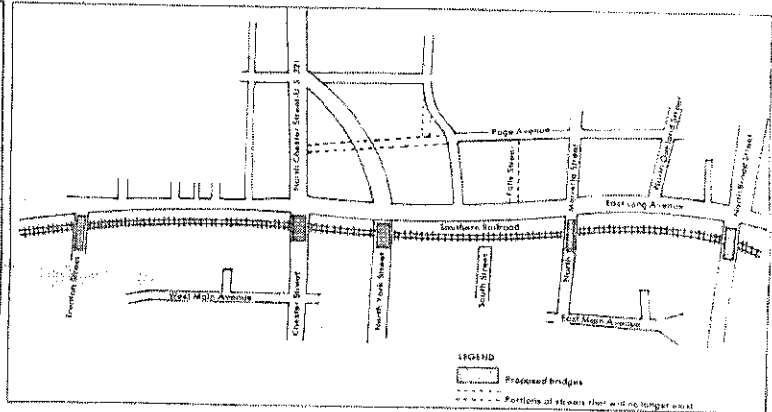 North Chester Street-U.S. 321
Page Avenue
Falls Street
North Marietta Street
North Oakland Street
East Long Avenue
North Broad Street
Southern Railroad
Trenton Street
West Main Avenue
Chester Street
North York Street
South Street
East Main Avenue
LEGEND
Proposed bridges
Portions of streets that will no longer exist